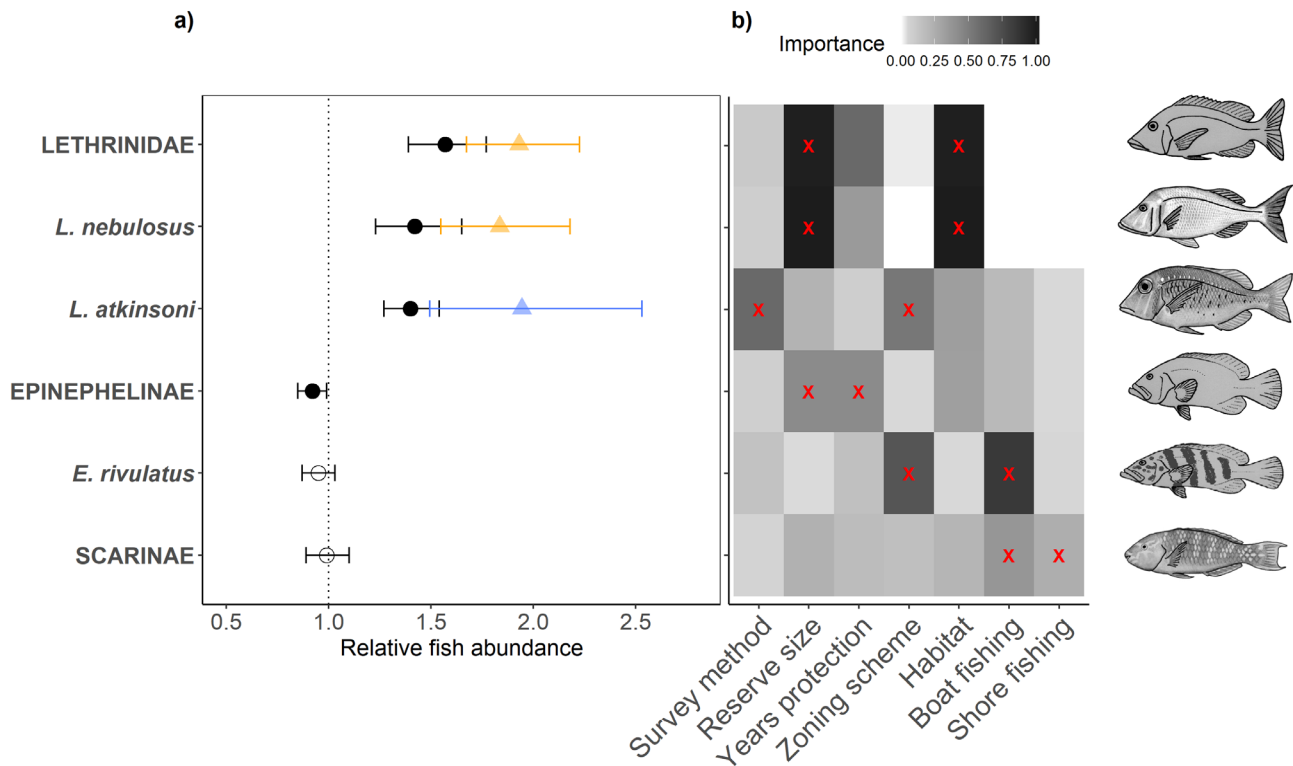 a)
b)
Importance
0.00 0.25 0.50 0.75 1.00
LETHRINIDAE
L. nebulosus
L. atkinsoni
EPINEPHELINAE
E. rivulatus
SCARINAE
X X
X X
X X
X X
X X
X X
0.5 1.0 1.5 2.0 2.5
Relative fish abundance
Survey method
Reserve size
Years protection
Zoning scheme
Habitat
Boat fishing
Shore fishing